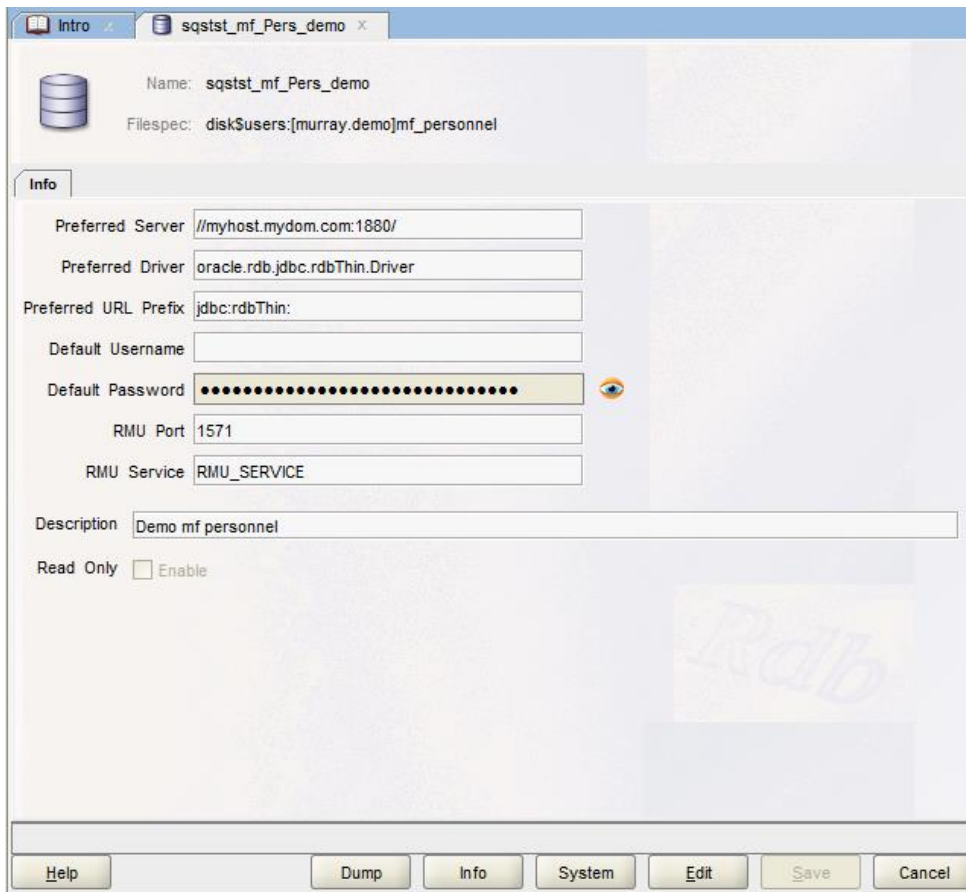 Intro x sqstst_mf_Pers_demo x
Name: sqstst_mf_Pers_demo
Filespec: disk$users:[murray.demo]mf_personnel
Info
Preferred Server //myhost.mydom.com:1880/
Preferred Driver oracle.rdb.jdbc.rdbThin.Driver
Preferred URL Prefix jdbc:rdbThin:
Default Username
Default Password ••••••••••••••••••••••••••••••
RMU Port 1571
RMU Service RMU_SERVICE
Description Demo mf personnel
Read Only Enable
Rdb
Help Dump Info System Edit Save Cancel